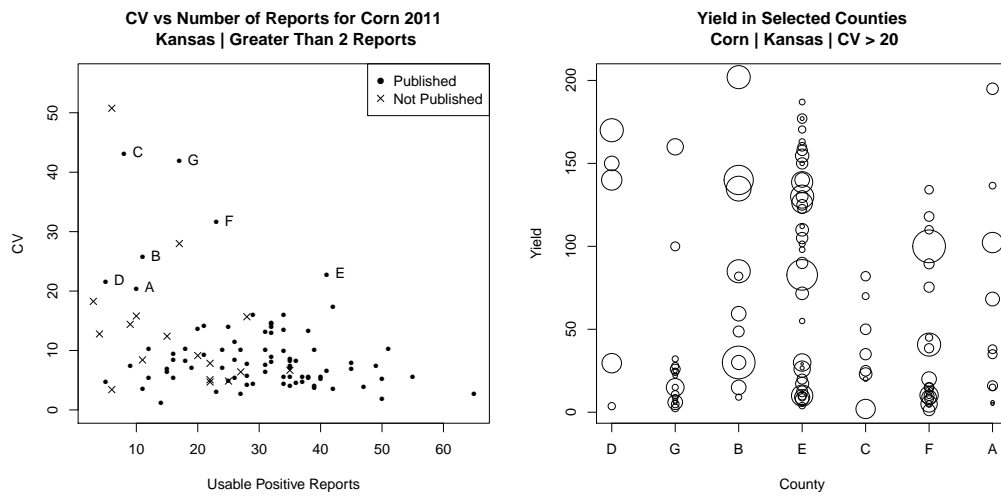 CV vs Number of Reports for Corn 2011
Kansas | Greater Than 2 Reports
Published
Not Published
50
40
30
20
10
0
CV
C
G
F
B
E
D
A
10
20
30
40
50
60
Usable Positive Reports
Yield in Selected Counties
Corn | Kansas | CV > 20
200
150
100
50
0
Yield
D
G
B
E
C
F
A
County